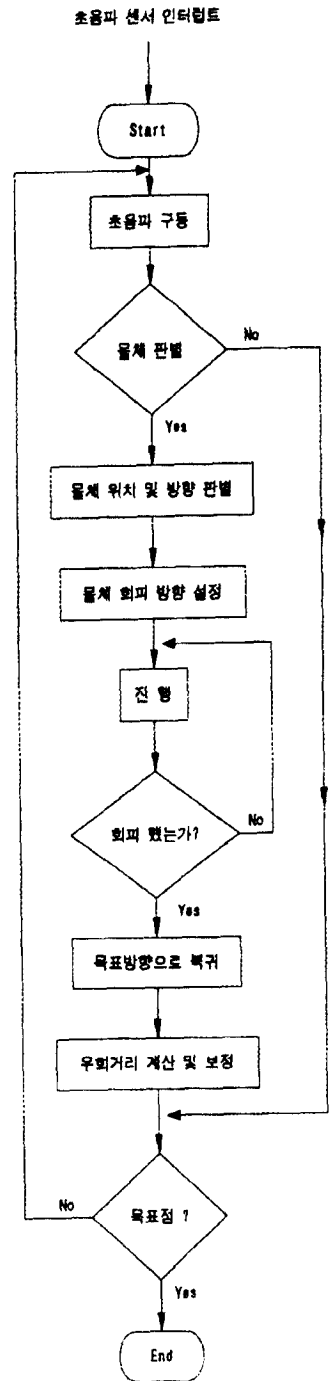 초음파 센서 인터럽트
Start
초음파 구동
물체 판별
No
Yes
물체 위치 및 방향 판별
물체 회피 방향 설정
진 행
회피 했는가?
No
Yes
목표방향으로 복귀
우회거리 계산 및 보정
목표점 ?
No
Yes
End